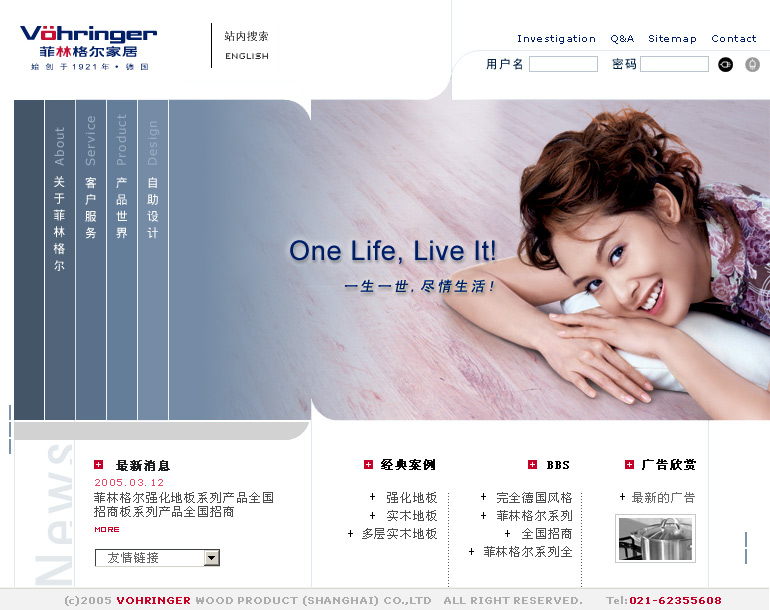 Vöhringer
菲林格尔家居
始创于1921年·德国
站内搜索
ENGLISH
Investigation Q&A Sitemap Contact
用户名 密码
About 关于菲林格尔
Service 客户服务
Product 产品世界
Design 自助设计
One Life, Live It!
一生一世,尽情生活!
News
最新消息
2005.03.12
菲林格尔强化地板系列产品全国
招商板系列产品全国招商
MORE
友情链接
经典案例
强化地板
实木地板
多层实木地板
BBS
完全德国风格
菲林格尔系列
全国招商
菲林格尔系列全
广告欣赏
最新的广告
(c)2005 VOHRINGER WOOD PRODUCT (SHANGHAI) CO.,LTD ALL RIGHT RESERVED. Tel:021-62355608